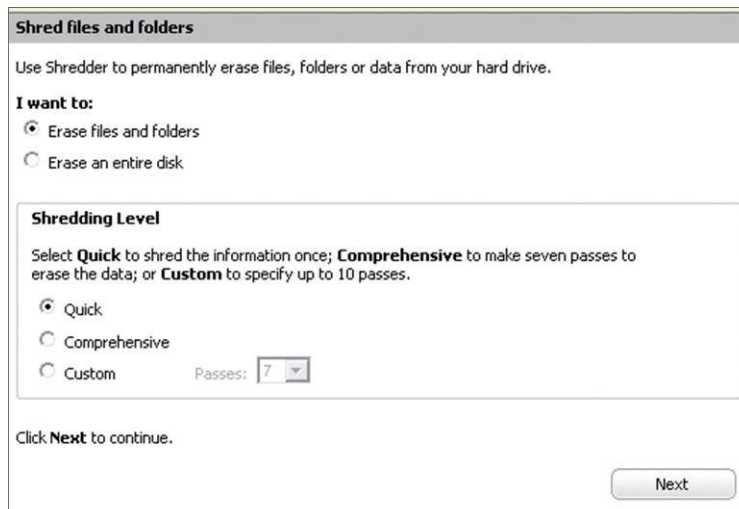 Shred files and folders
Use Shredder to permanently erase files, folders or data from your hard drive.
I want to:
Erase files and folders
Erase an entire disk
Shredding Level
Select Quick to shred the information once; Comprehensive to make seven passes to
erase the data; or Custom to specify up to 10 passes.
Quick
Comprehensive
Custom Passes: 7
Click Next to continue.
Next